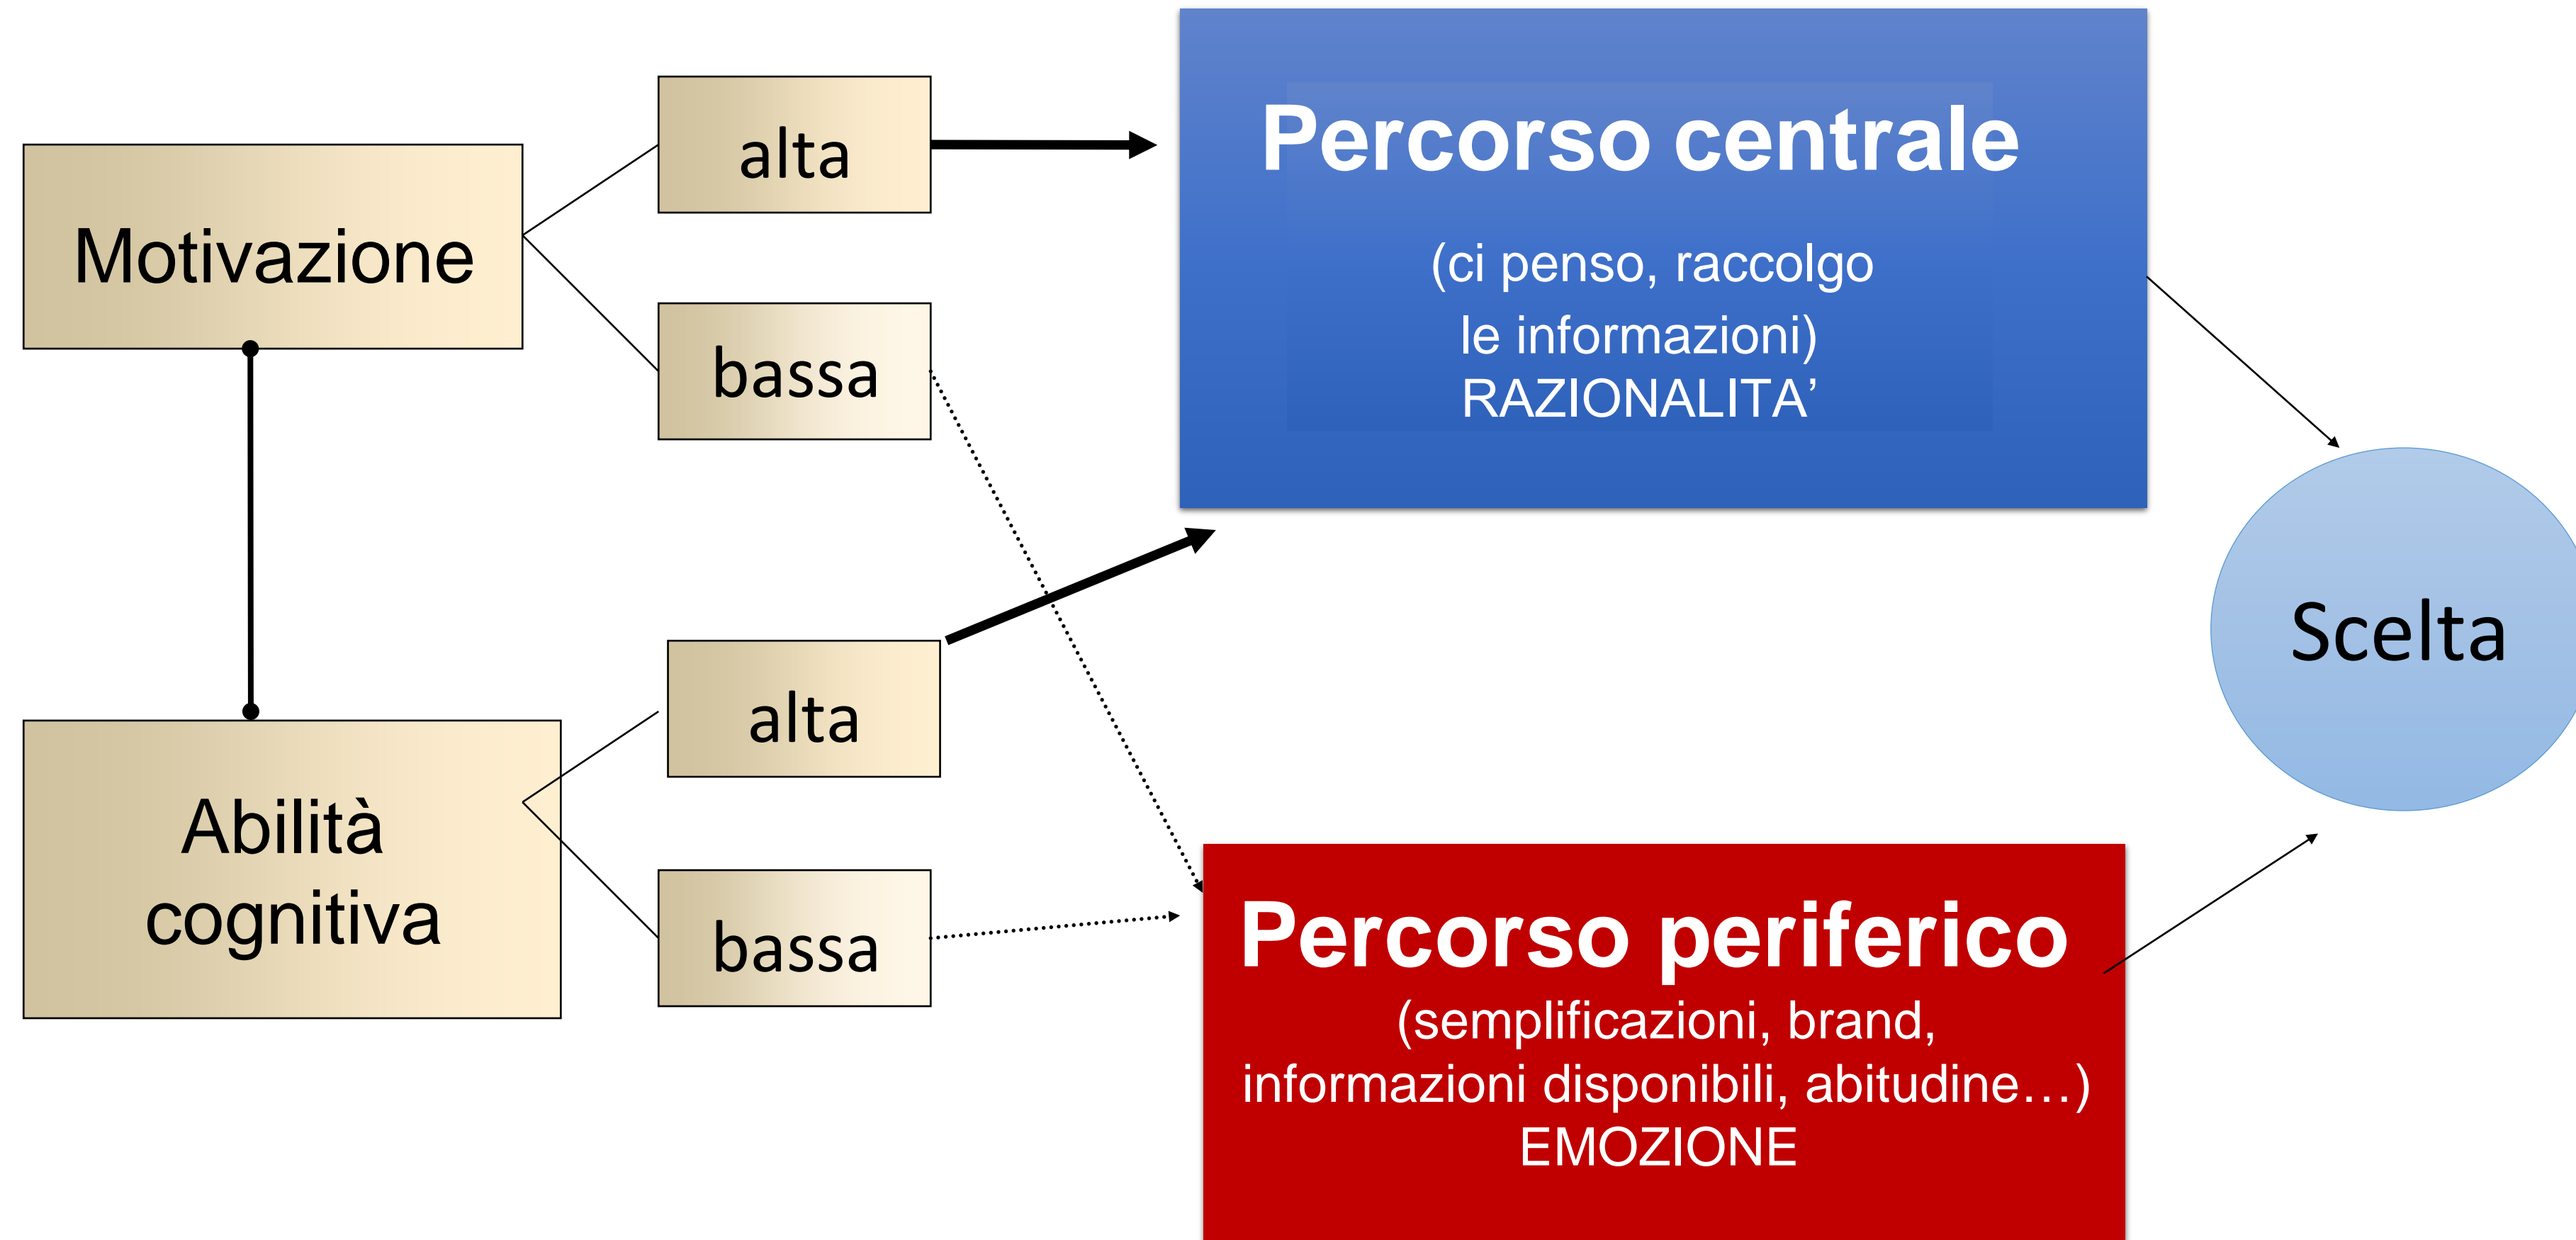 Motivazione
alta
bassa
Abilità
cognitiva
alta
bassa
Percorso centrale
(ci penso, raccolgo
le informazioni)
RAZIONALITA’
Percorso periferico
(semplificazioni, brand,
informazioni disponibili, abitudine…)
EMOZIONE
Scelta